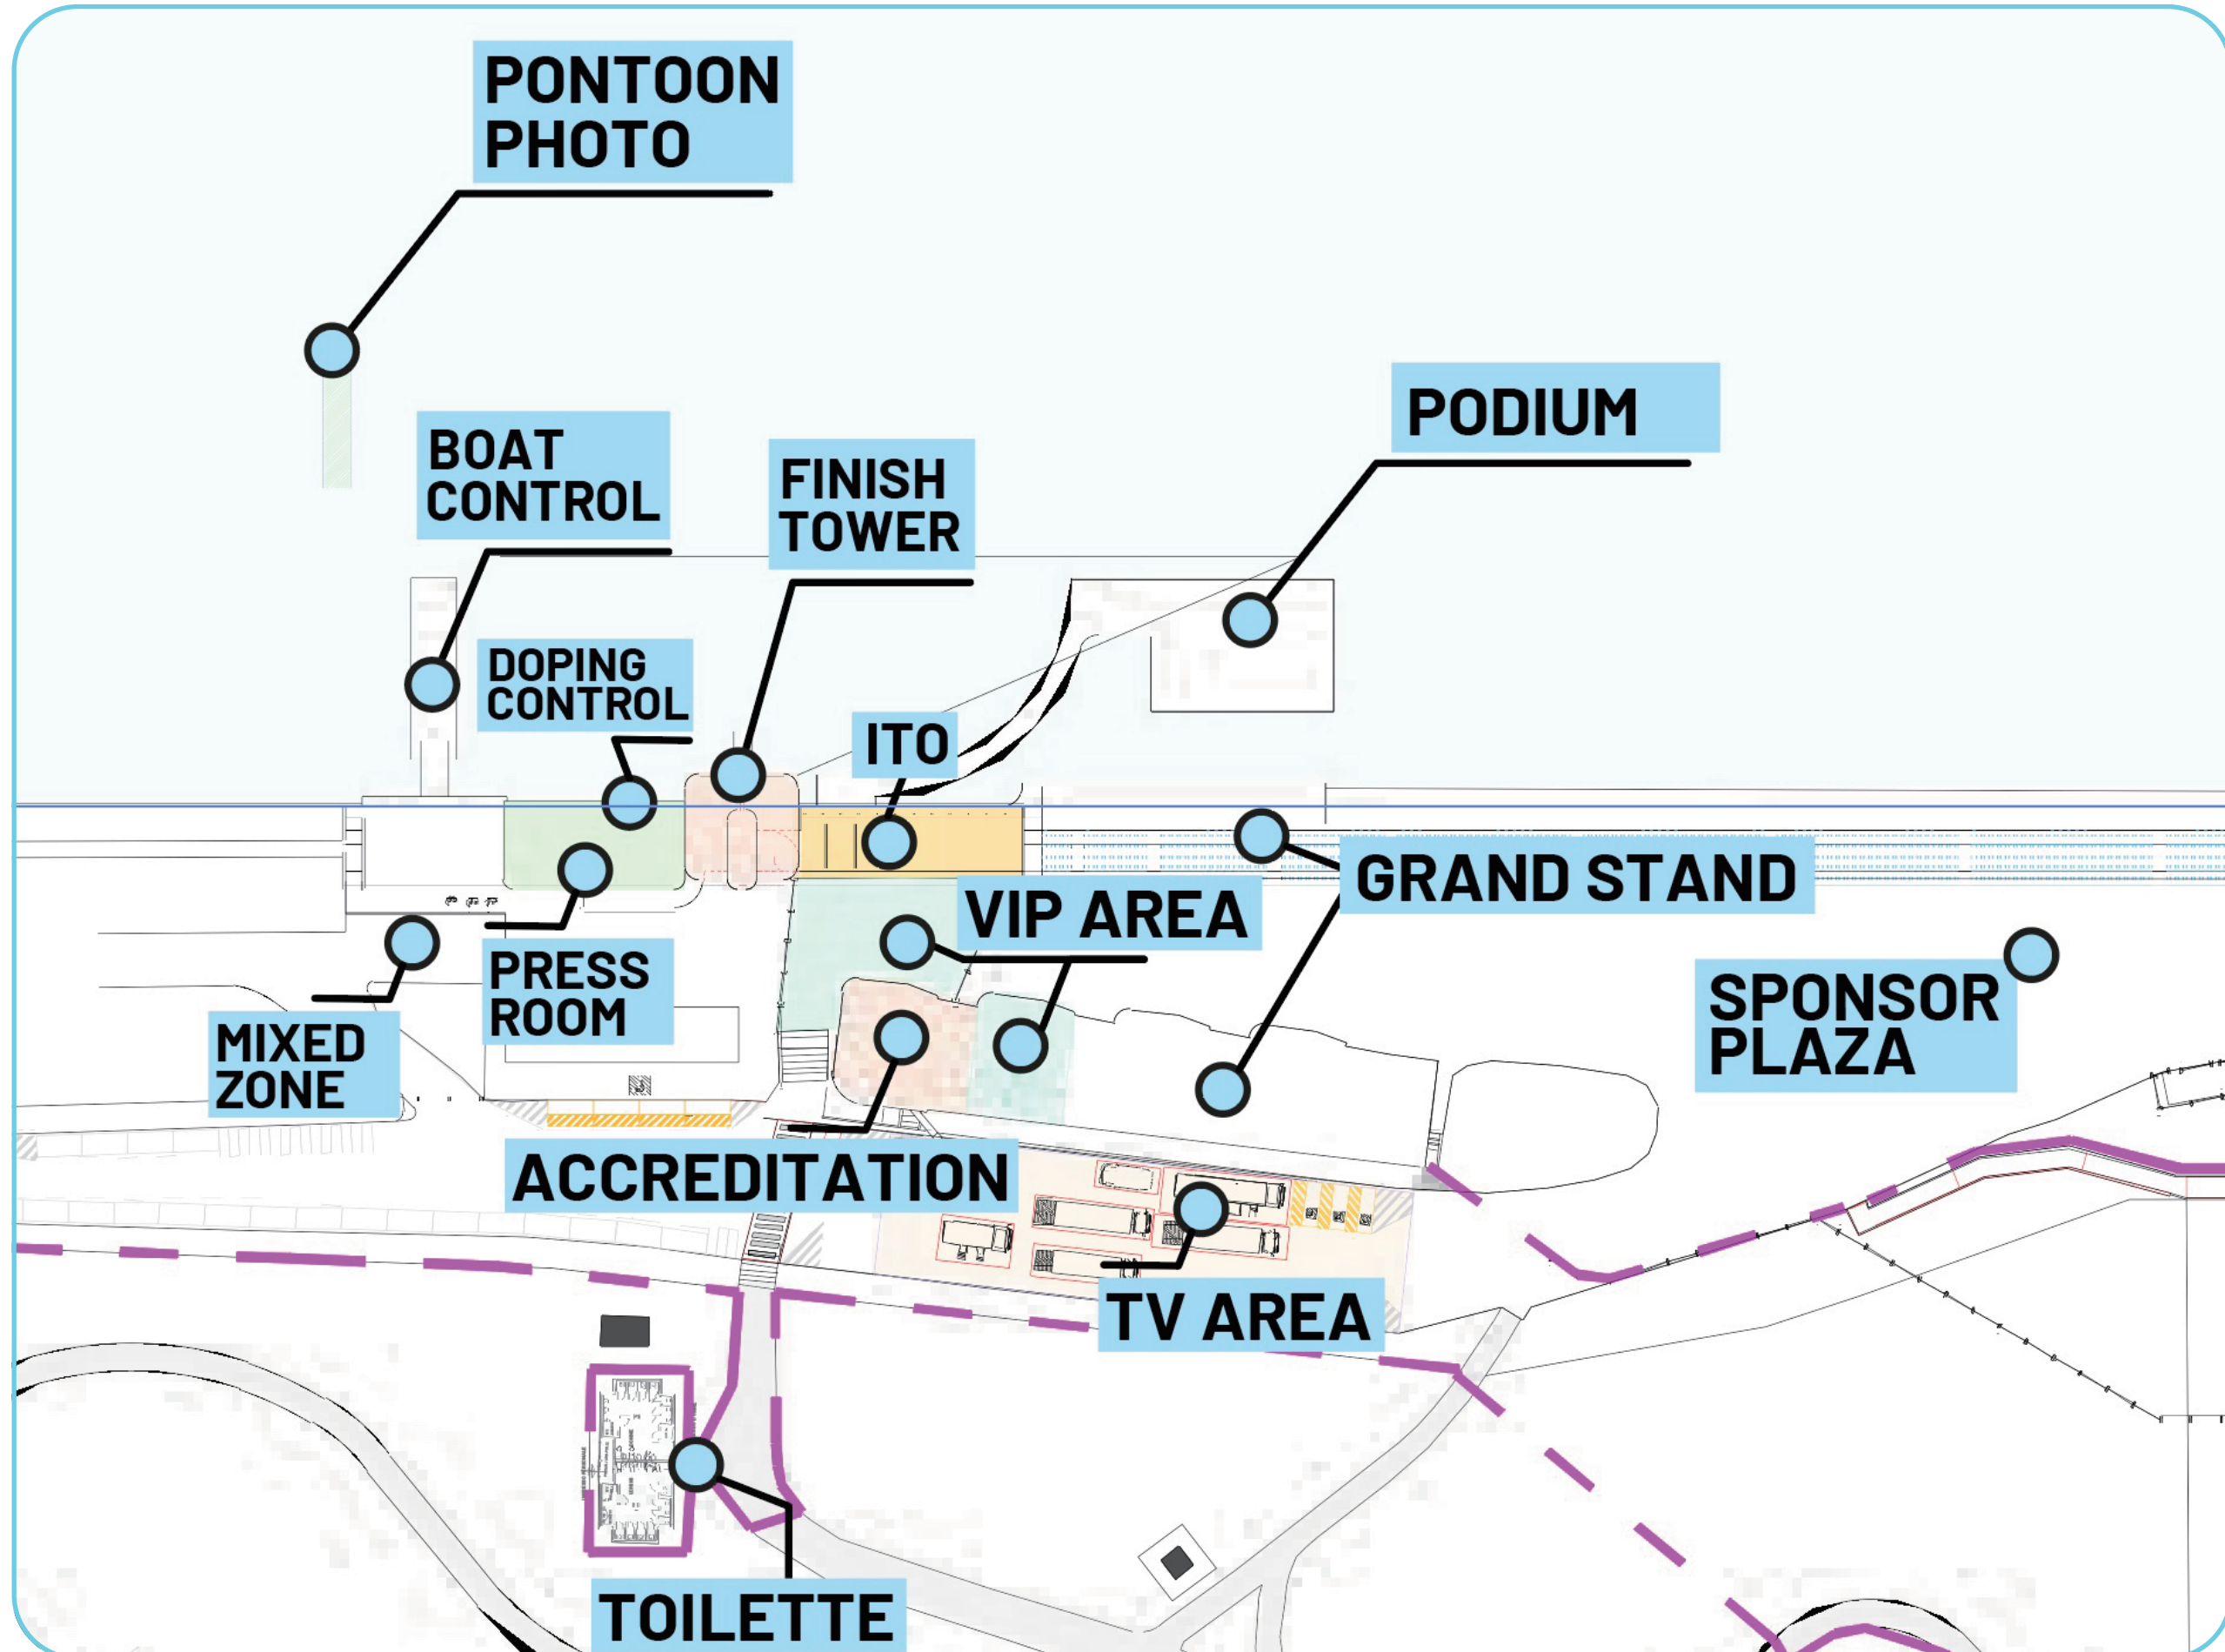 PONTOON
PHOTO
PODIUM
BOAT
CONTROL
FINISH
TOWER
DOPING
CONTROL
ITO
GRAND STAND
VIP AREA
PRESS
ROOM
SPONSOR
PLAZA
MIXED
ZONE
ACCREDITATION
TV AREA
TOILETTE